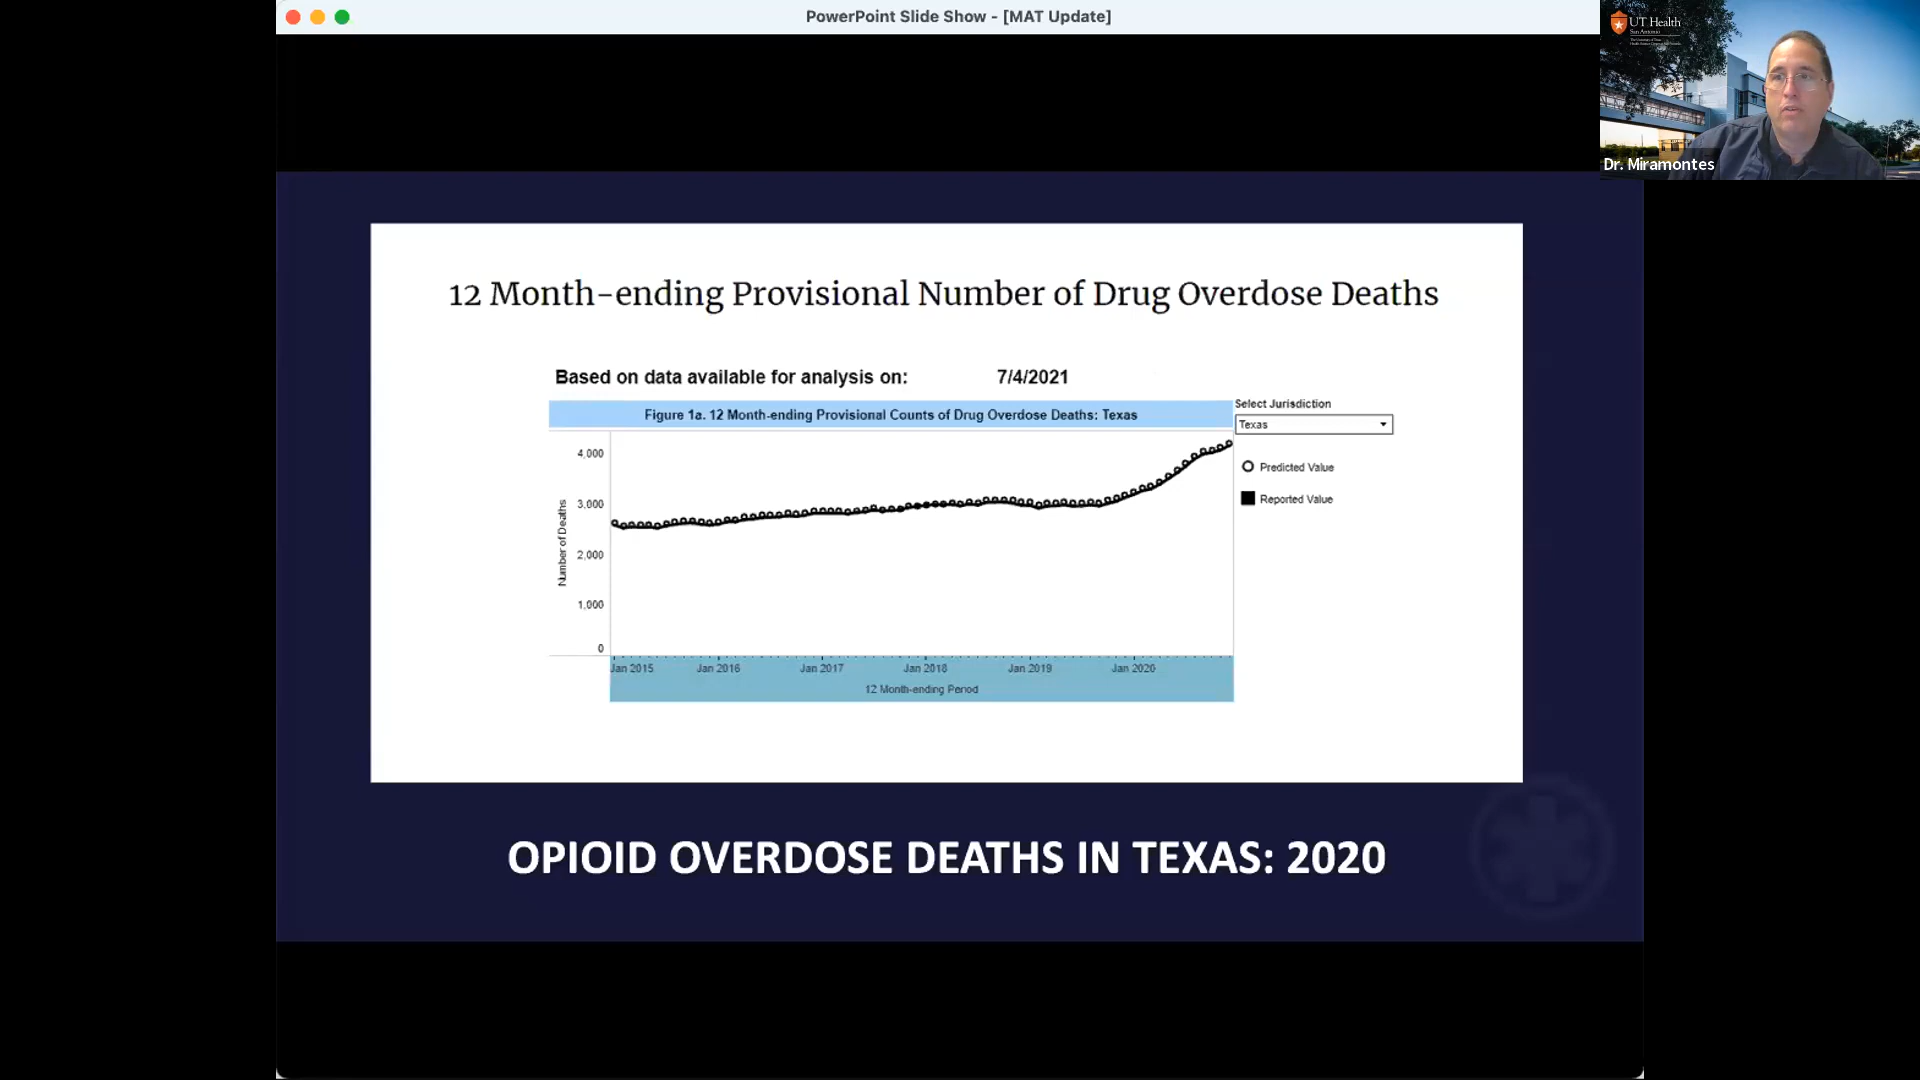 PowerPoint Slide Show - [MAT Update]
UT Health
San Antonio
Dr. Miramontes
12 Month-ending Provisional Number of Drug Overdose Deaths
Based on data available for analysis on: 7/4/2021
Figure 1a. 12 Month-ending Provisional Counts of Drug Overdose Deaths: Texas
Select Jurisdiction
Texas
Predicted Value
Reported Value
Number of Deaths
4,000
3,000
2,000
1,000
0
Jan 2015 Jan 2016 Jan 2017 Jan 2018 Jan 2019 Jan 2020
12 Month-ending Period
OPIOID OVERDOSE DEATHS IN TEXAS: 2020